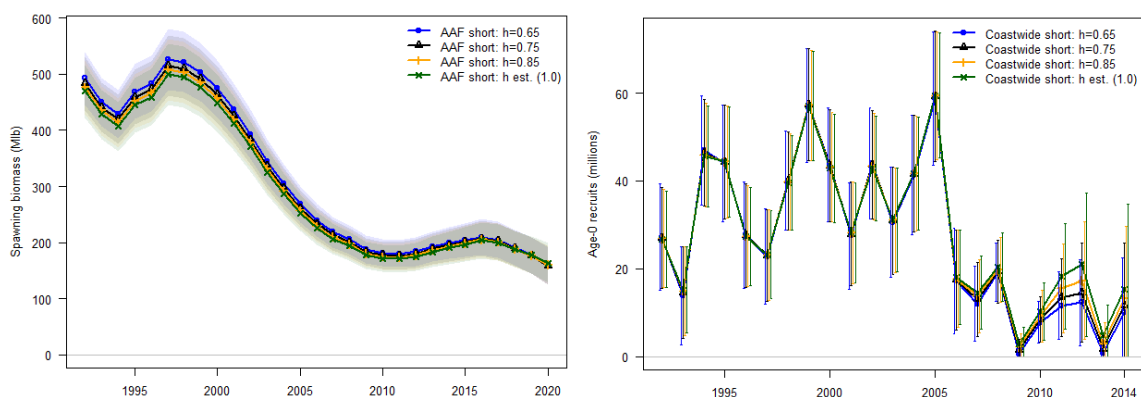 Spawning biomass (Mlb)
600
500
400
300
200
100
0
1995 2000 2005 2010 2015 2020
AAF short: h=0.65
AAF short: h=0.75
AAF short: h=0.85
AAF short: h est. (1.0)
Age-0 recruits (millions)
60
40
20
0
1995 2000 2005 2010 2014
Coastwide short: h=0.65
Coastwide short: h=0.75
Coastwide short: h=0.85
Coastwide short: h est. (1.0)